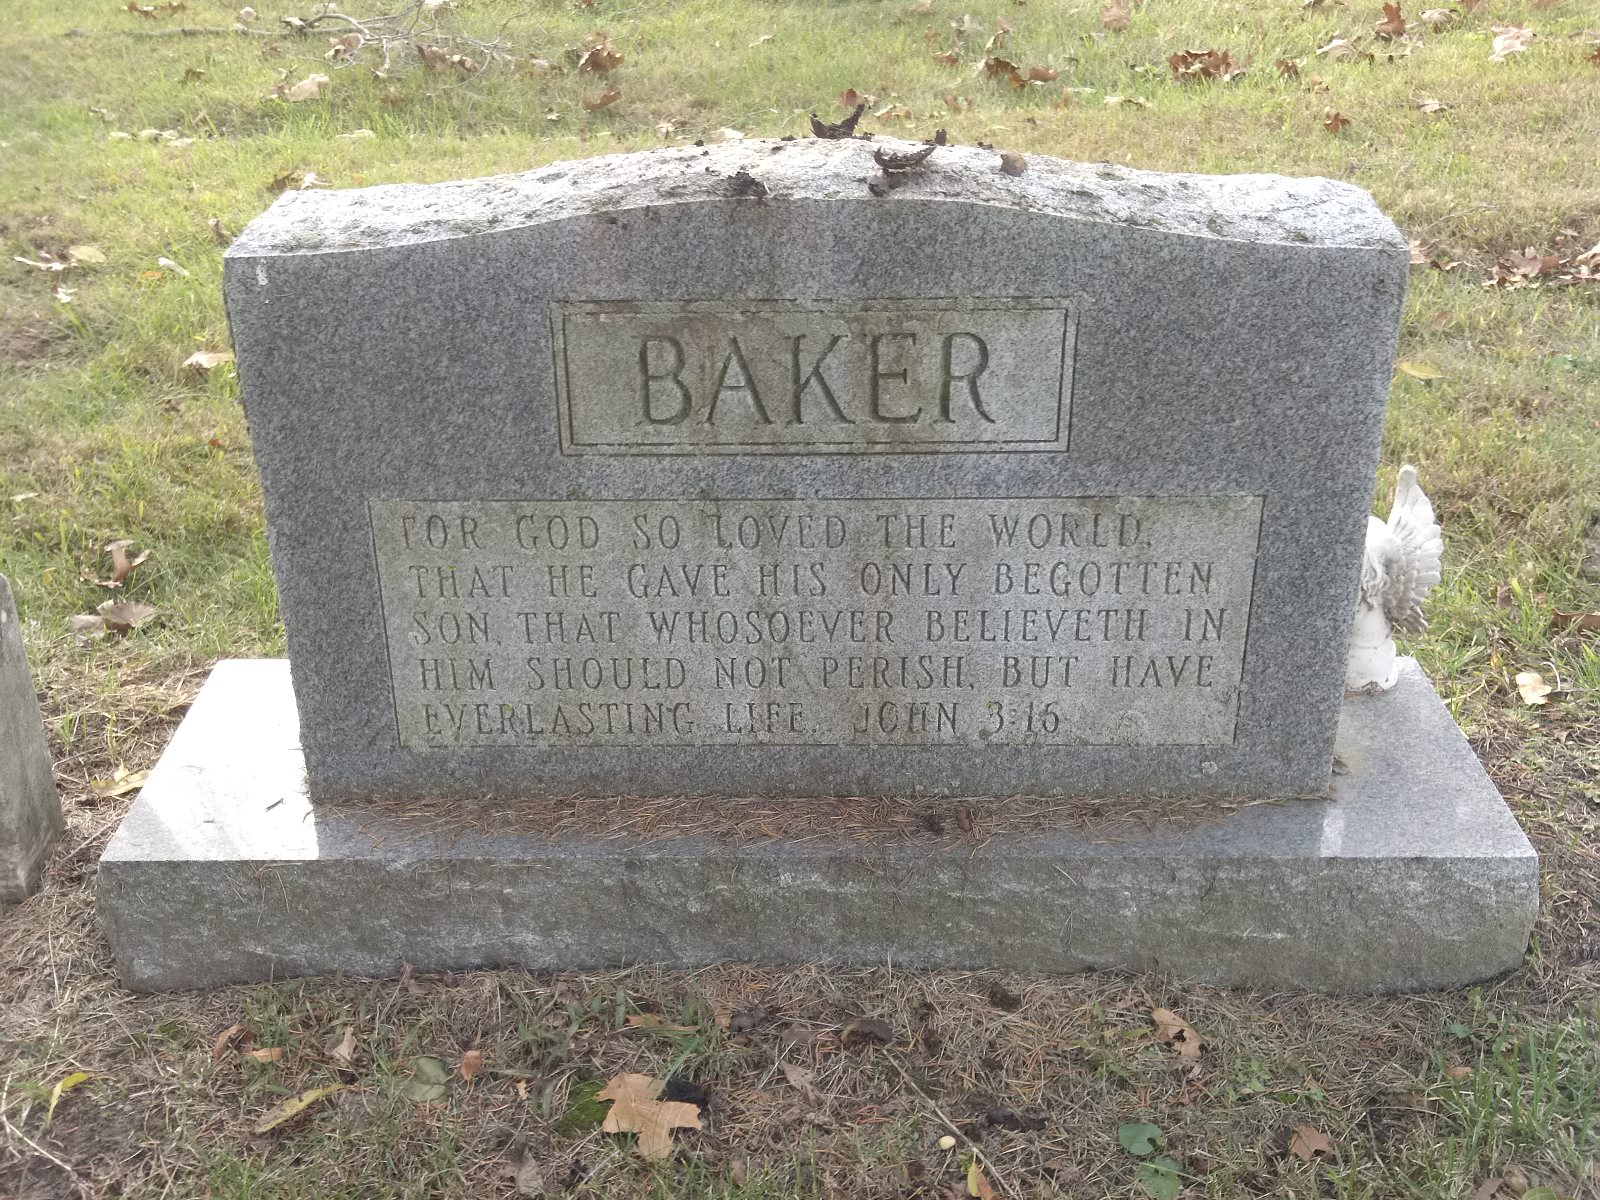 BAKER
FOR GOD SO LOVED THE WORLD,
THAT HE GAVE HIS ONLY BEGOTTEN
SON, THAT WHOSOEVER BELIEVETH IN
HIM SHOULD NOT PERISH, BUT HAVE
EVERLASTING LIFE. JOHN 3:16